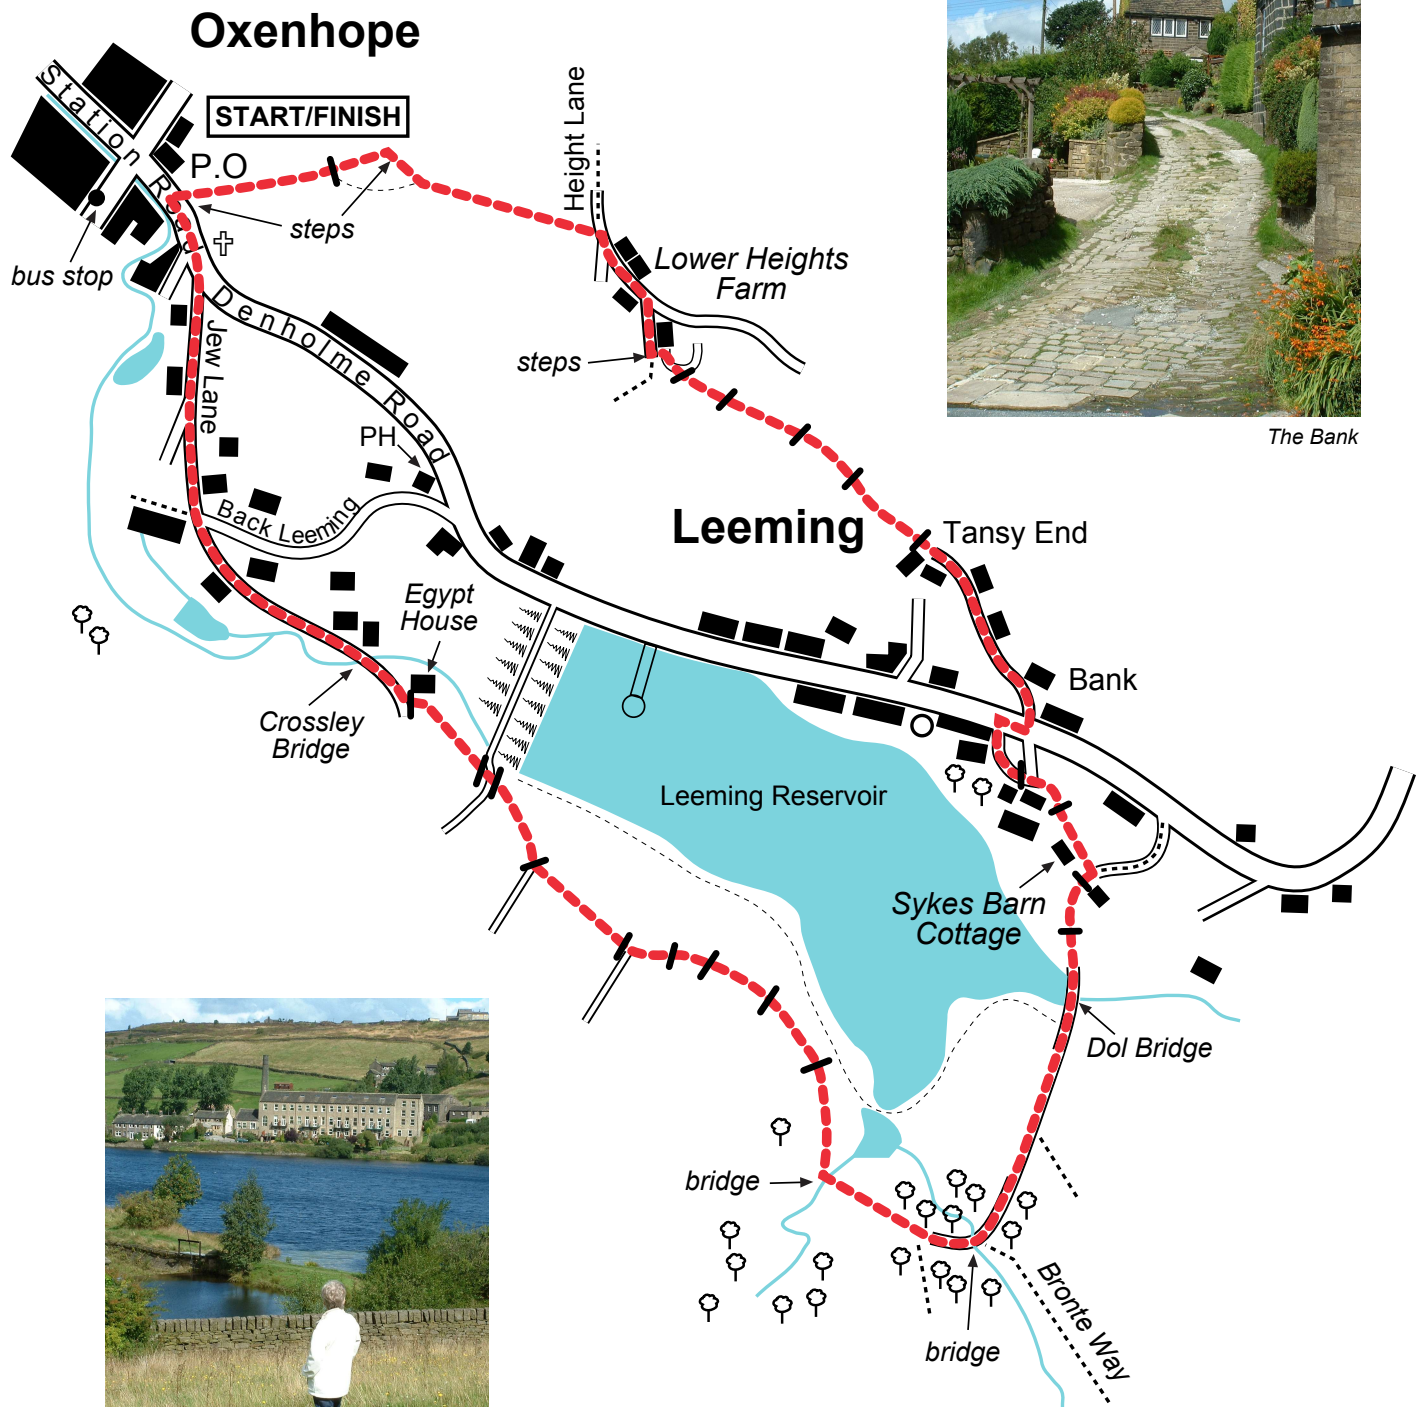 Oxenhope
START/FINISH
Station Road
P.O
steps
bus stop
Height Lane
Lower Heights
Farm
steps
The Bank
Denholme Road
Jew Lane
PH
Back Leeming
Leeming
Tansy End
Egypt
House
Bank
Crossley
Bridge
Leeming Reservoir
Sykes Barn
Cottage
Dol Bridge
bridge
Bronte Way
bridge